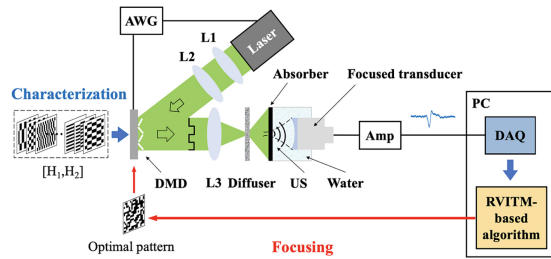 AWG
L1
L2
Laser
Characterization
Absorber
Focused transducer
PC
Amp
DAQ
[H₁,H₂]
DMD
L3
Diffuser
US
Water
RVITM-
based
algorithm
Optimal pattern
Focusing